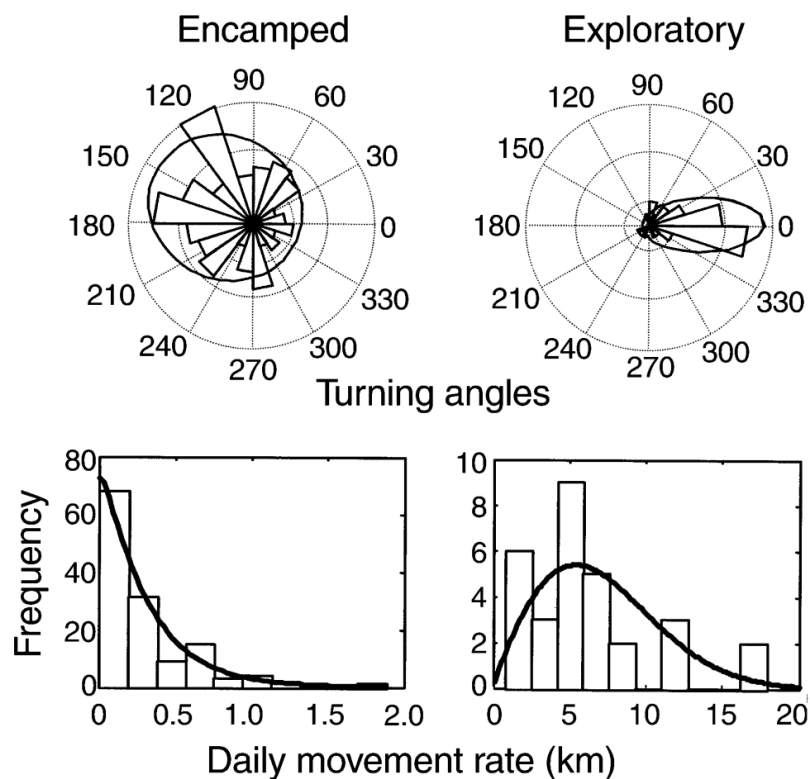 Encamped Exploratory
90 90
120 60 120 60
150 30 150 30
180 0 180 0
210 330 210 330
240 300 240 300
270 270
Turning angles
80 10
60 8
40 6
20 4
0 2
0
0 0.5 1.0 1.5 2.0 0 5 10 15 20
Frequency
Daily movement rate (km)